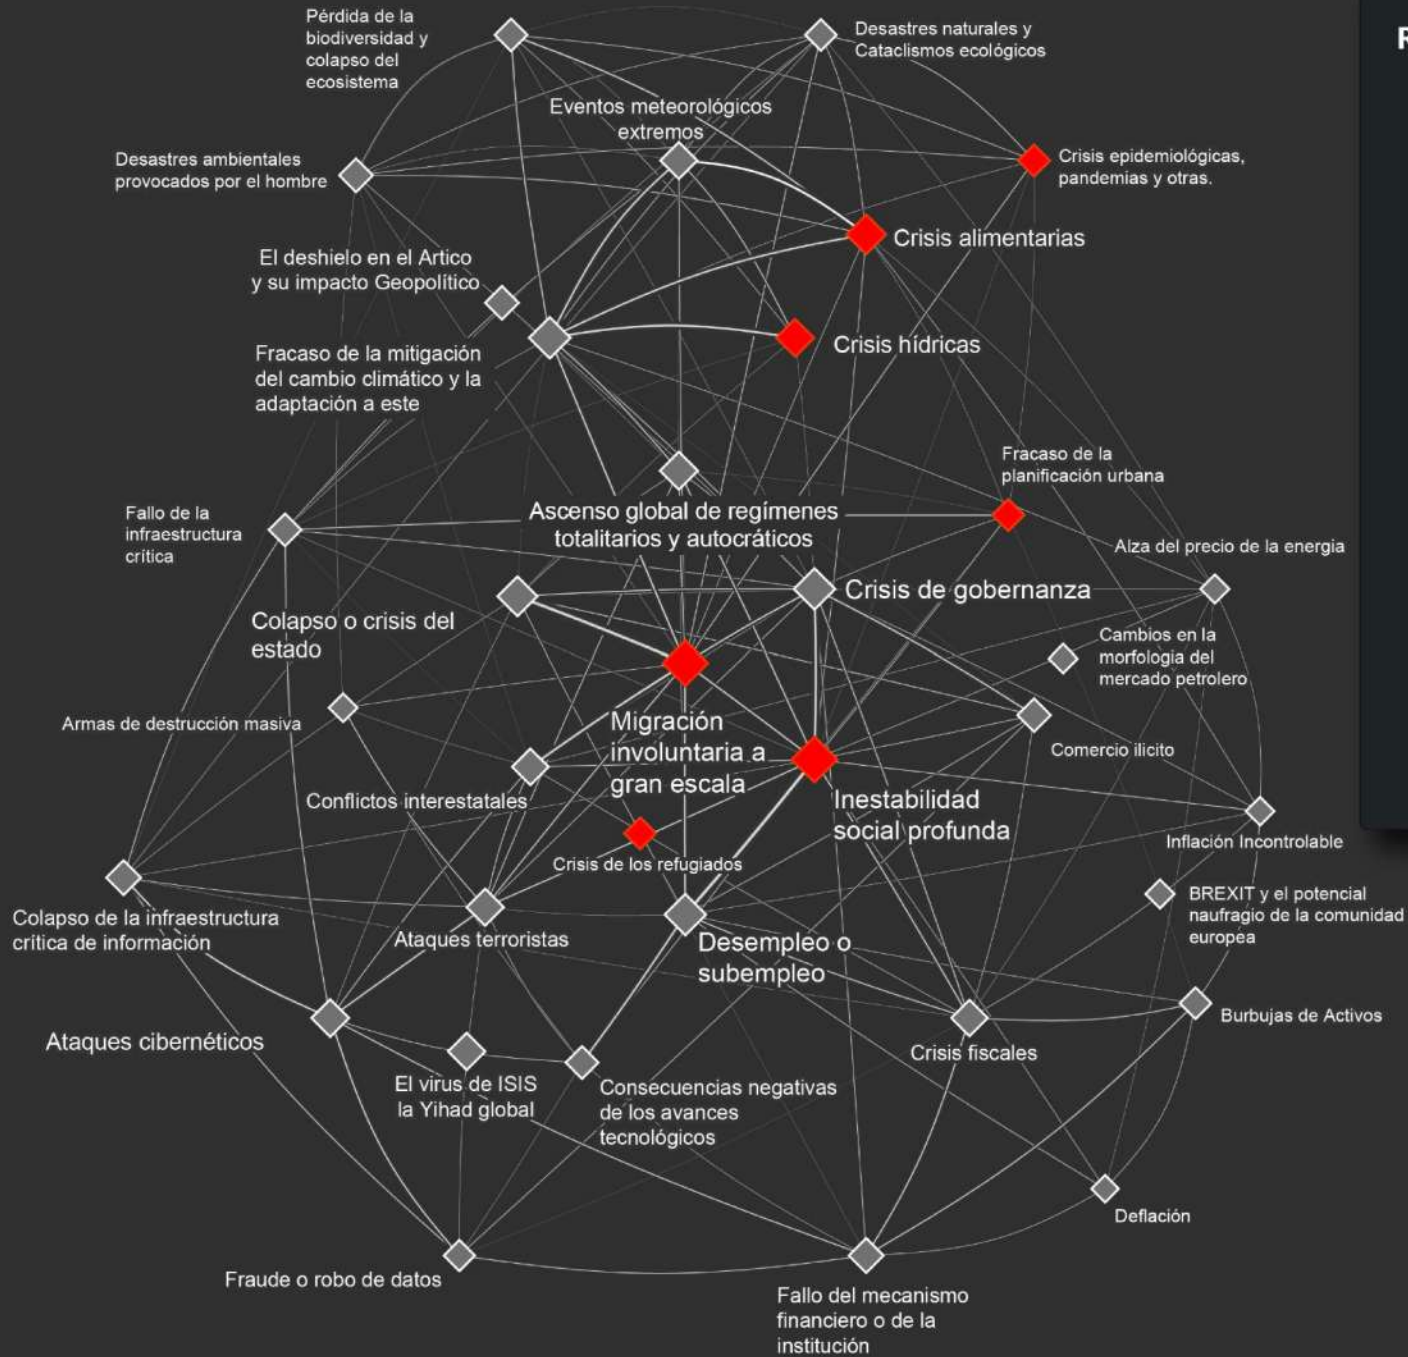 Pérdida de la
biodiversidad y
colapso del
ecosistema
Desastres naturales y
Cataclismos ecológicos
R
Eventos meteorológicos
extremos
Desastres ambientales
provocados por el hombre
Crisis epidemiológicas,
pandemias y otras.
Crisis alimentarias
El deshielo en el Artico
y su impacto Geopolítico
Crisis hídricas
Fracaso de la mitigación
del cambio climático y la
adaptación a este
Fracaso de la
planificación urbana
Fallo de la
infraestructura
crítica
Ascenso global de regímenes
totalitarios y autocráticos
Alza del precio de la energia
Crisis de gobernanza
Colapso o crisis del
estado
Cambios en la
morfologia del
mercado petrolero
Armas de destrucción masiva
Migración
involuntaria a
gran escala
Comercio ilicito
Conflictos interestatales
Inestabilidad
social profunda
Inflación Incontrolable
Crisis de los refugiados
BREXIT y el potencial
naufragio de la comunidad
europea
Colapso de la infraestructura
crítica de información
Ataques terroristas
Desempleo o
subempleo
Burbujas de Activos
Ataques cibernéticos
Crisis fiscales
El virus de ISIS
la Yihad global
Consecuencias negativas
de los avances
tecnológicos
Deflación
Fraude o robo de datos
Fallo del mecanismo
financiero o de la
institución